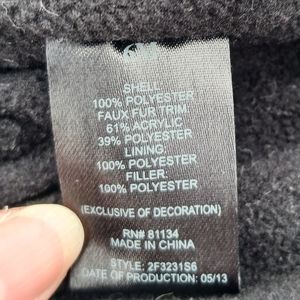 SHELL
100% POLYESTER
FAUX FUR TRIM
61% ACRYLIC
39% POLYESTER
LINING:
100% POLYESTER
FILLER:
100% POLYESTER
(EXCLUSIVE OF DECORATION)
RN# 81134
MADE IN CHINA
STYLE: 2F3231S6
DATE OF PRODUCTION: 05/13